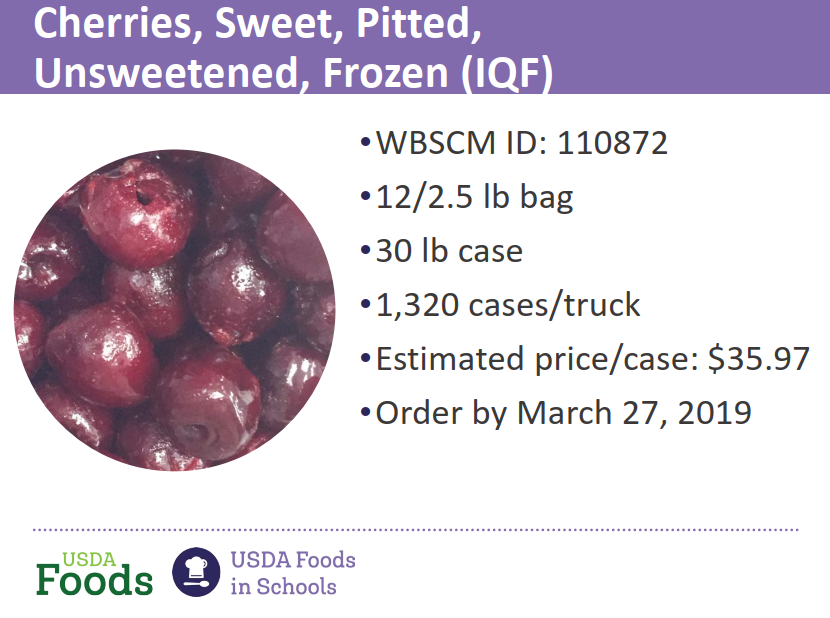 Cherries, Sweet, Pitted,
Unsweetened, Frozen (IQF)
•WBSCM ID: 110872
•12/2.5 lb bag
•30 lb case
•1,320 cases/truck
•Estimated price/case: $35.97
•Order by March 27, 2019
USDA
Foods
USDA Foods
in Schools